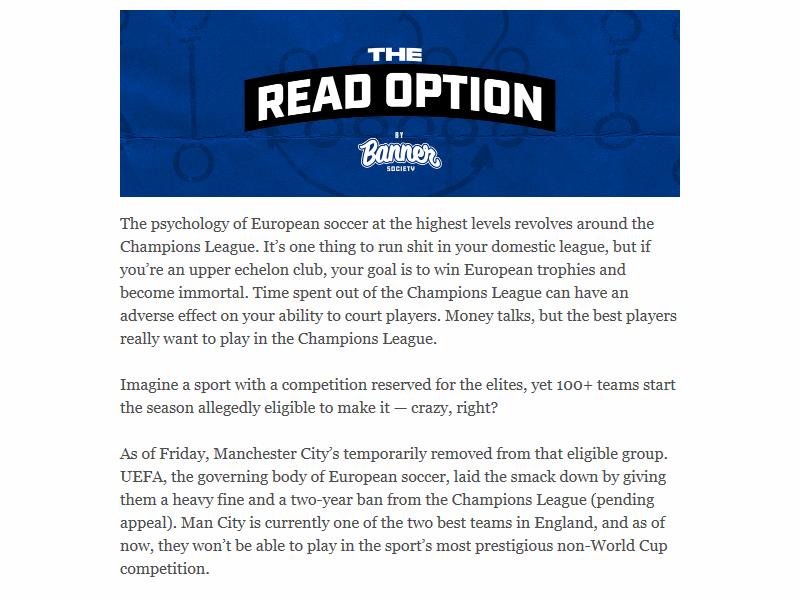 THE
READ OPTION
BY
Banner
SOCIETY
The psychology of European soccer at the highest levels revolves around the
Champions League. It’s one thing to run shit in your domestic league, but if
you’re an upper echelon club, your goal is to win European trophies and
become immortal. Time spent out of the Champions League can have an
adverse effect on your ability to court players. Money talks, but the best players
really want to play in the Champions League.
Imagine a sport with a competition reserved for the elites, yet 100+ teams start
the season allegedly eligible to make it — crazy, right?
As of Friday, Manchester City’s temporarily removed from that eligible group.
UEFA, the governing body of European soccer, laid the smack down by giving
them a heavy fine and a two-year ban from the Champions League (pending
appeal). Man City is currently one of the two best teams in England, and as of
now, they won’t be able to play in the sport’s most prestigious non-World Cup
competition.